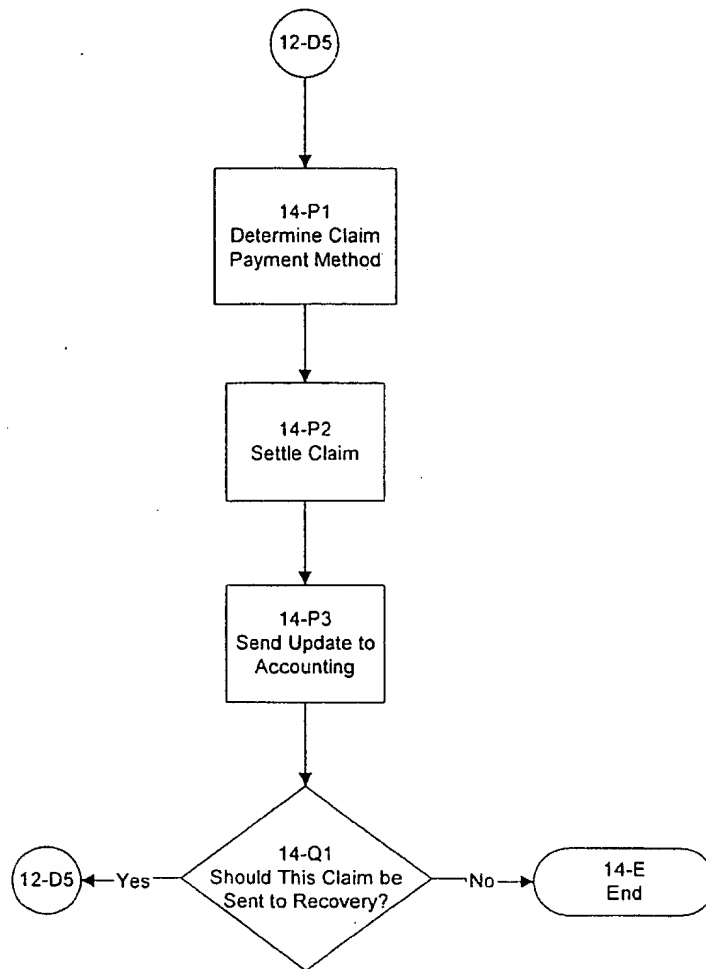 12-D5
14-P1
Determine Claim
Payment Method
14-P2
Settle Claim
14-P3
Send Update to
Accounting
14-Q1
Should This Claim be
Sent to Recovery?
12-D5
Yes
No
14-E
End